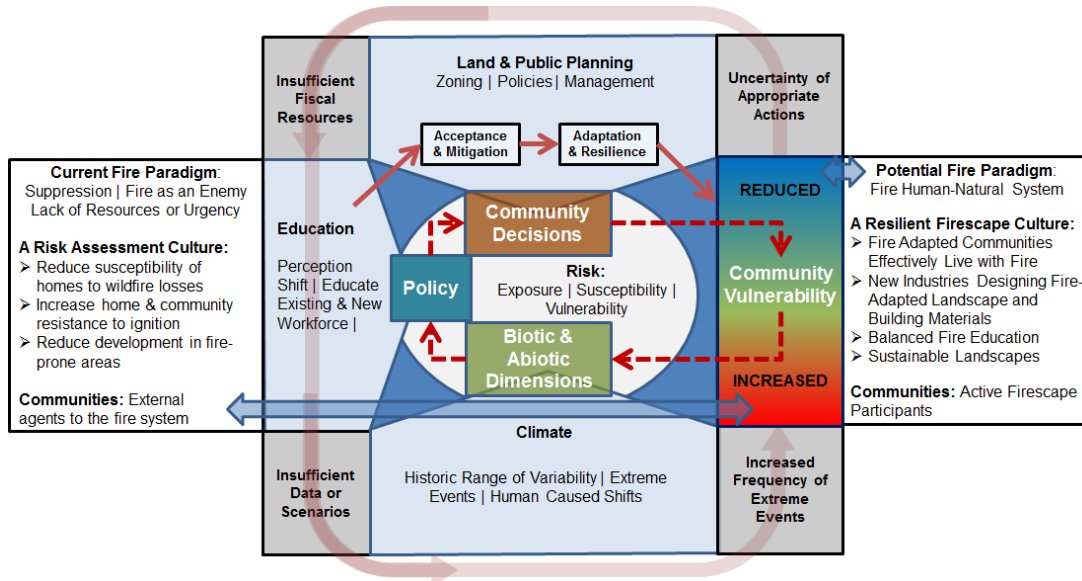 Insufficient
Fiscal
Resources
Land & Public Planning
Zoning | Policies | Management
Uncertainty of
Appropriate
Actions
Acceptance
& Mitigation
Adaptation
& Resilience
Current Fire Paradigm:
Suppression | Fire as an Enemy
Lack of Resources or Urgency
A Risk Assessment Culture:
➢ Reduce susceptibility of
homes to wildfire losses
➢ Increase home & community
resistance to ignition
➢ Reduce development in fire-
prone areas
Communities: External
agents to the fire system
Education
Perception
Shift | Educate
Existing & New
Workforce |
Community
Decisions
Policy
Risk:
Exposure | Susceptibility |
Vulnerability
Biotic &
Abiotic
Dimensions
REDUCED
Community
Vulnerability
INCREASED
Potential Fire Paradigm:
Fire Human-Natural System
A Resilient Firescape Culture:
➢ Fire Adapted Communities
Effectively Live with Fire
➢ New Industries Designing Fire-
Adapted Landscape and
Building Materials
➢ Balanced Fire Education
➢ Sustainable Landscapes
Communities: Active Firescape
Participants
Insufficient
Data or
Scenarios
Climate
Historic Range of Variability | Extreme
Events | Human Caused Shifts
Increased
Frequency of
Extreme
Events